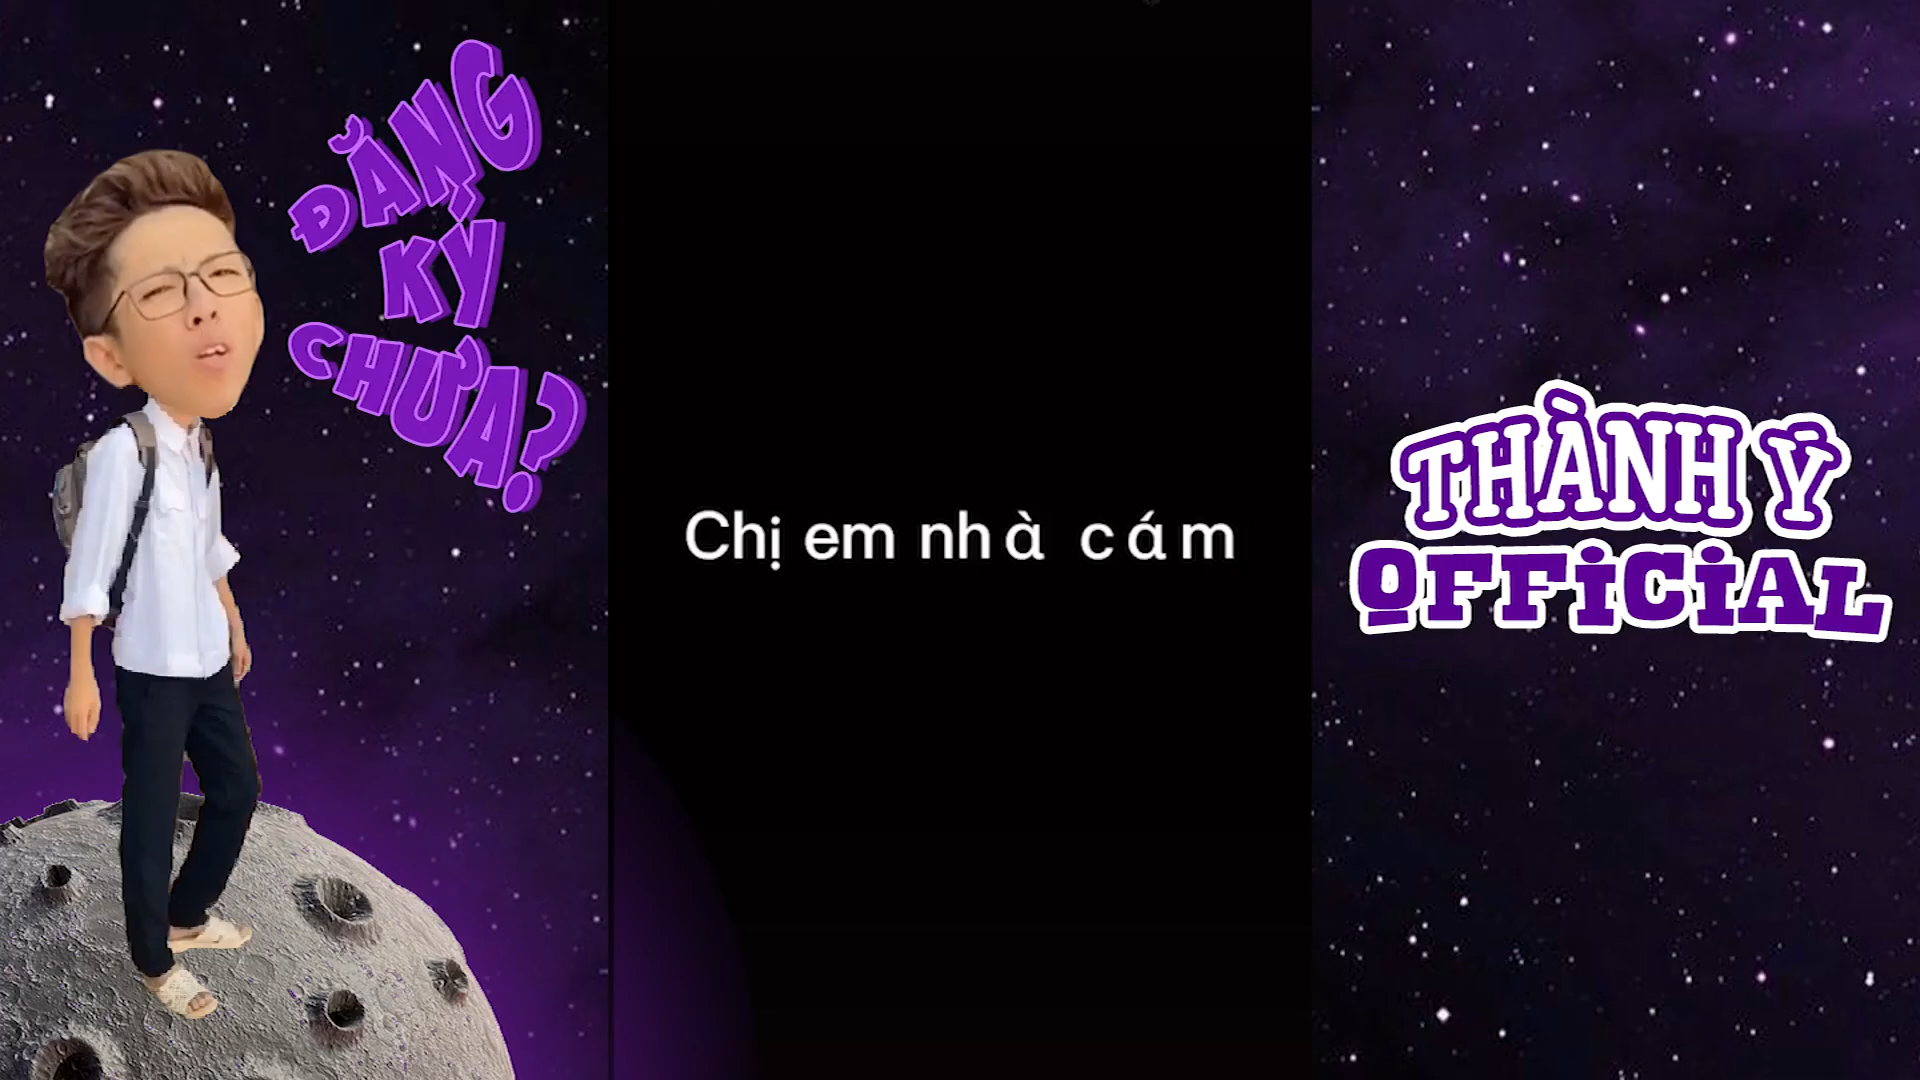 ĐĂNG
KÝ
CHƯA?
Chị em nhà cám
THÀNH Ý
OFFICIAL